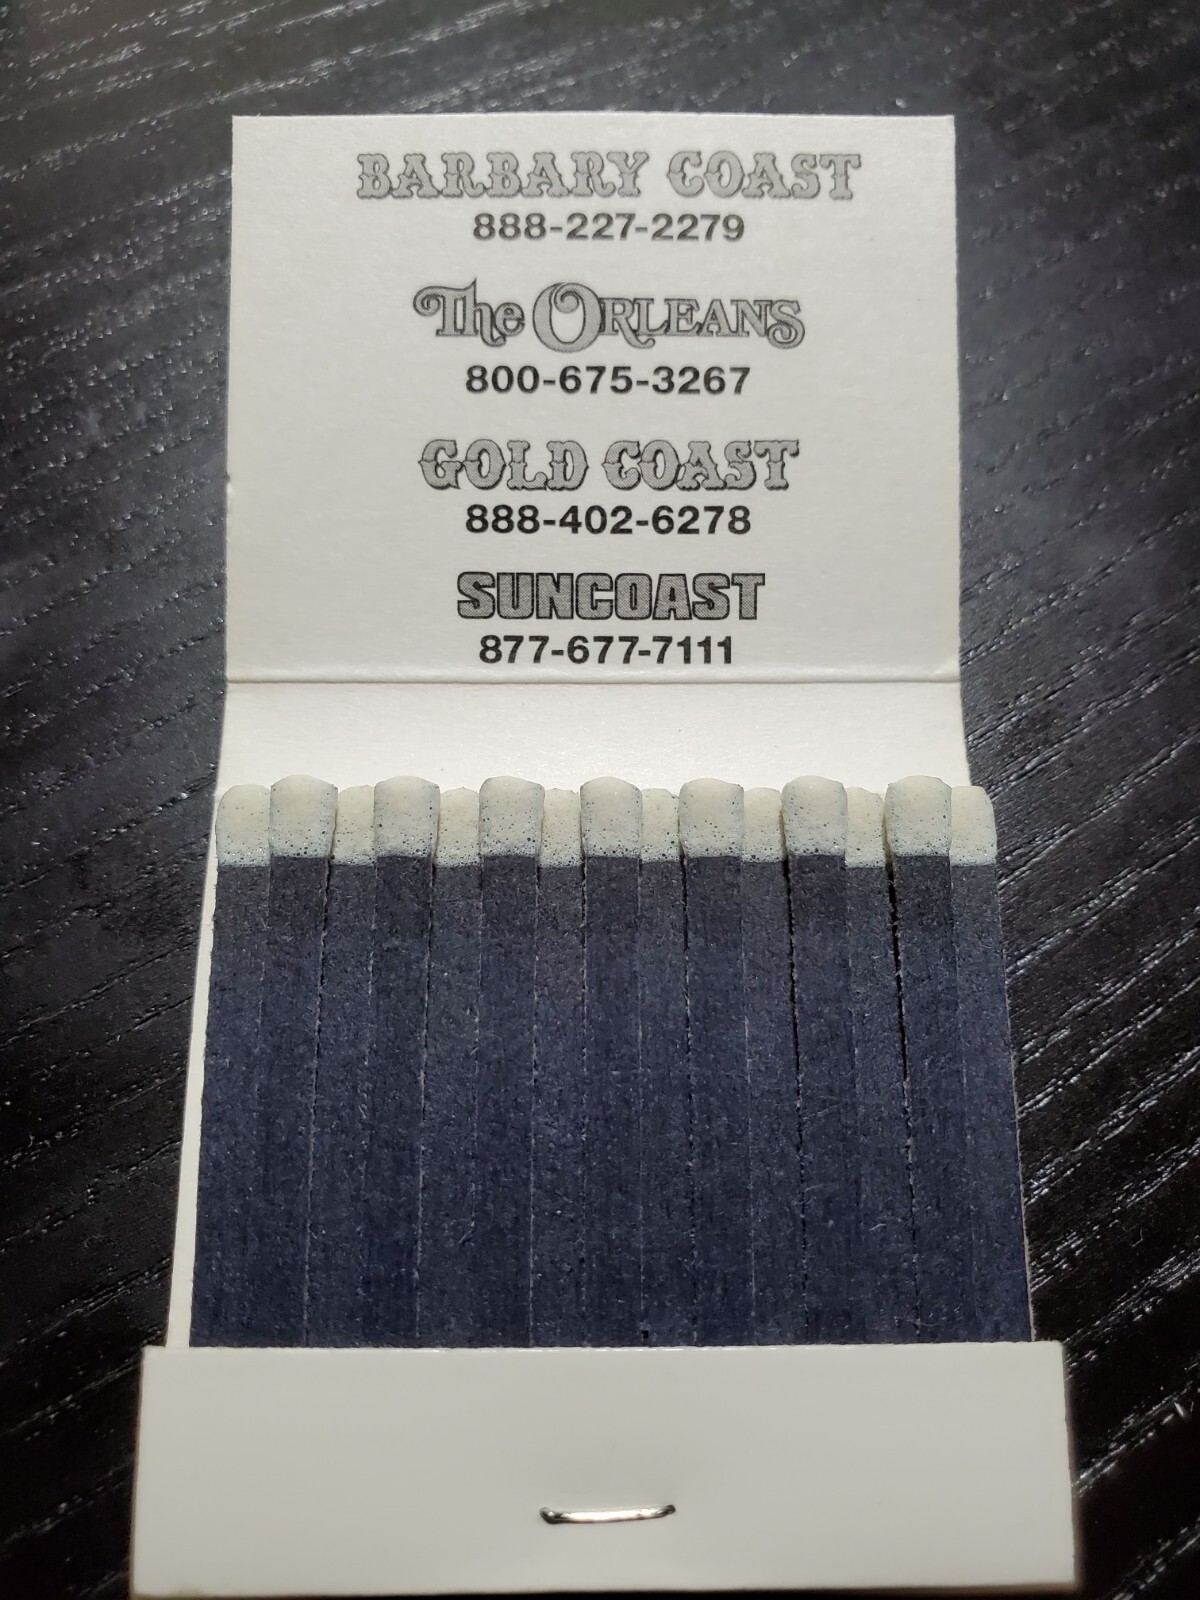 BARBARY COAST
888-227-2279
The ORLEANS
800-675-3267
GOLD COAST
888-402-6278
SUNCOAST
877-677-7111